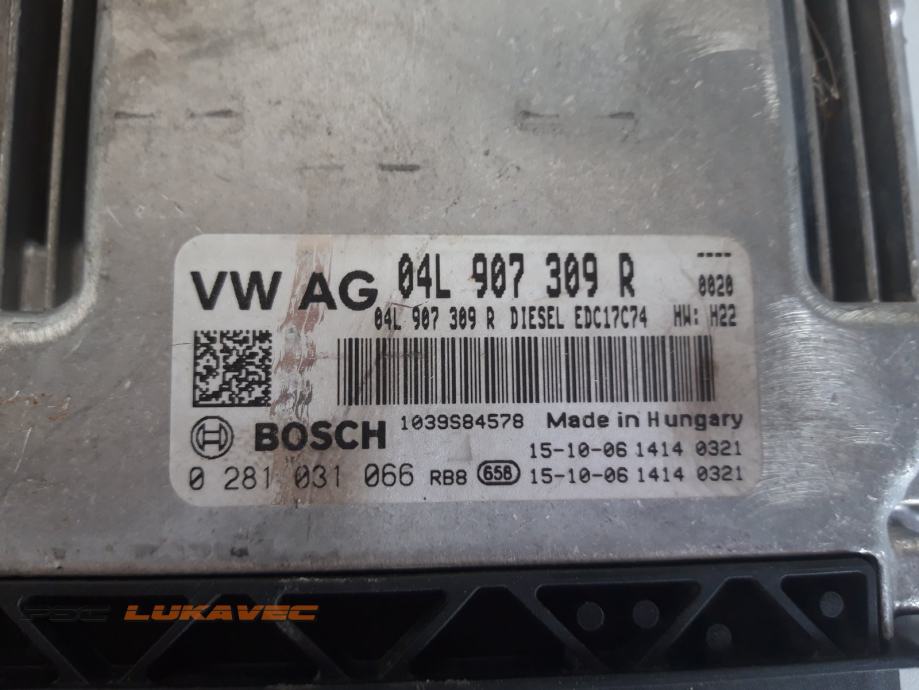 VW AG 04L 907 309 R ----
0020
04L 907 309 R DIESEL EDC17C74 HW: H22
BOSCH 1039S84578 Made in Hungary
15-10-06 1414 0321
0 281 031 066 RB8 658 15-10-06 1414 0321
PSC LUKAVEC